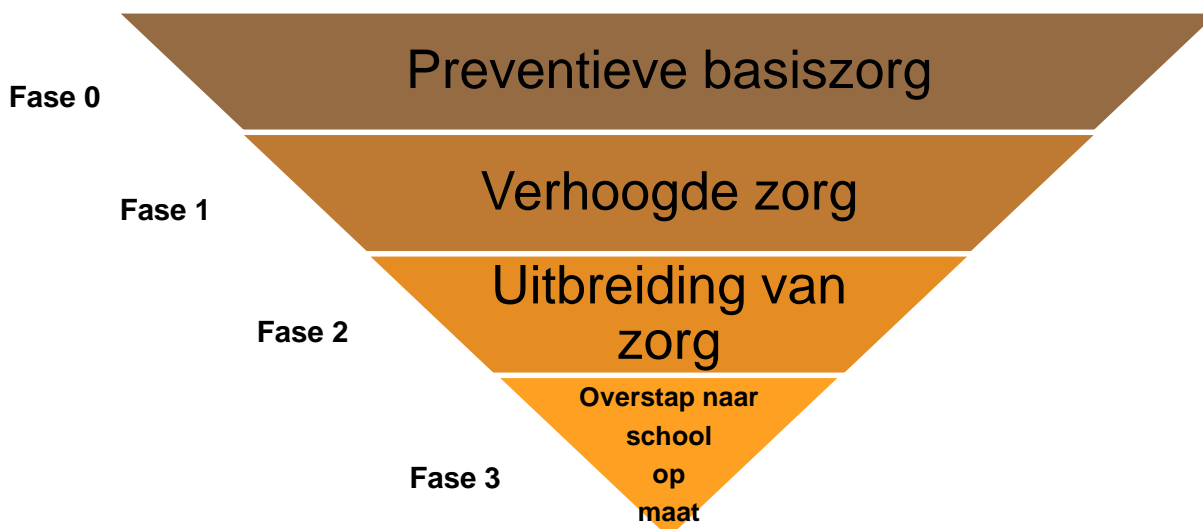 Preventieve basiszorg
Fase 0
Verhoogde zorg
Fase 1
Uitbreiding van
zorg
Fase 2
Overstap naar
school
op
maat
Fase 3